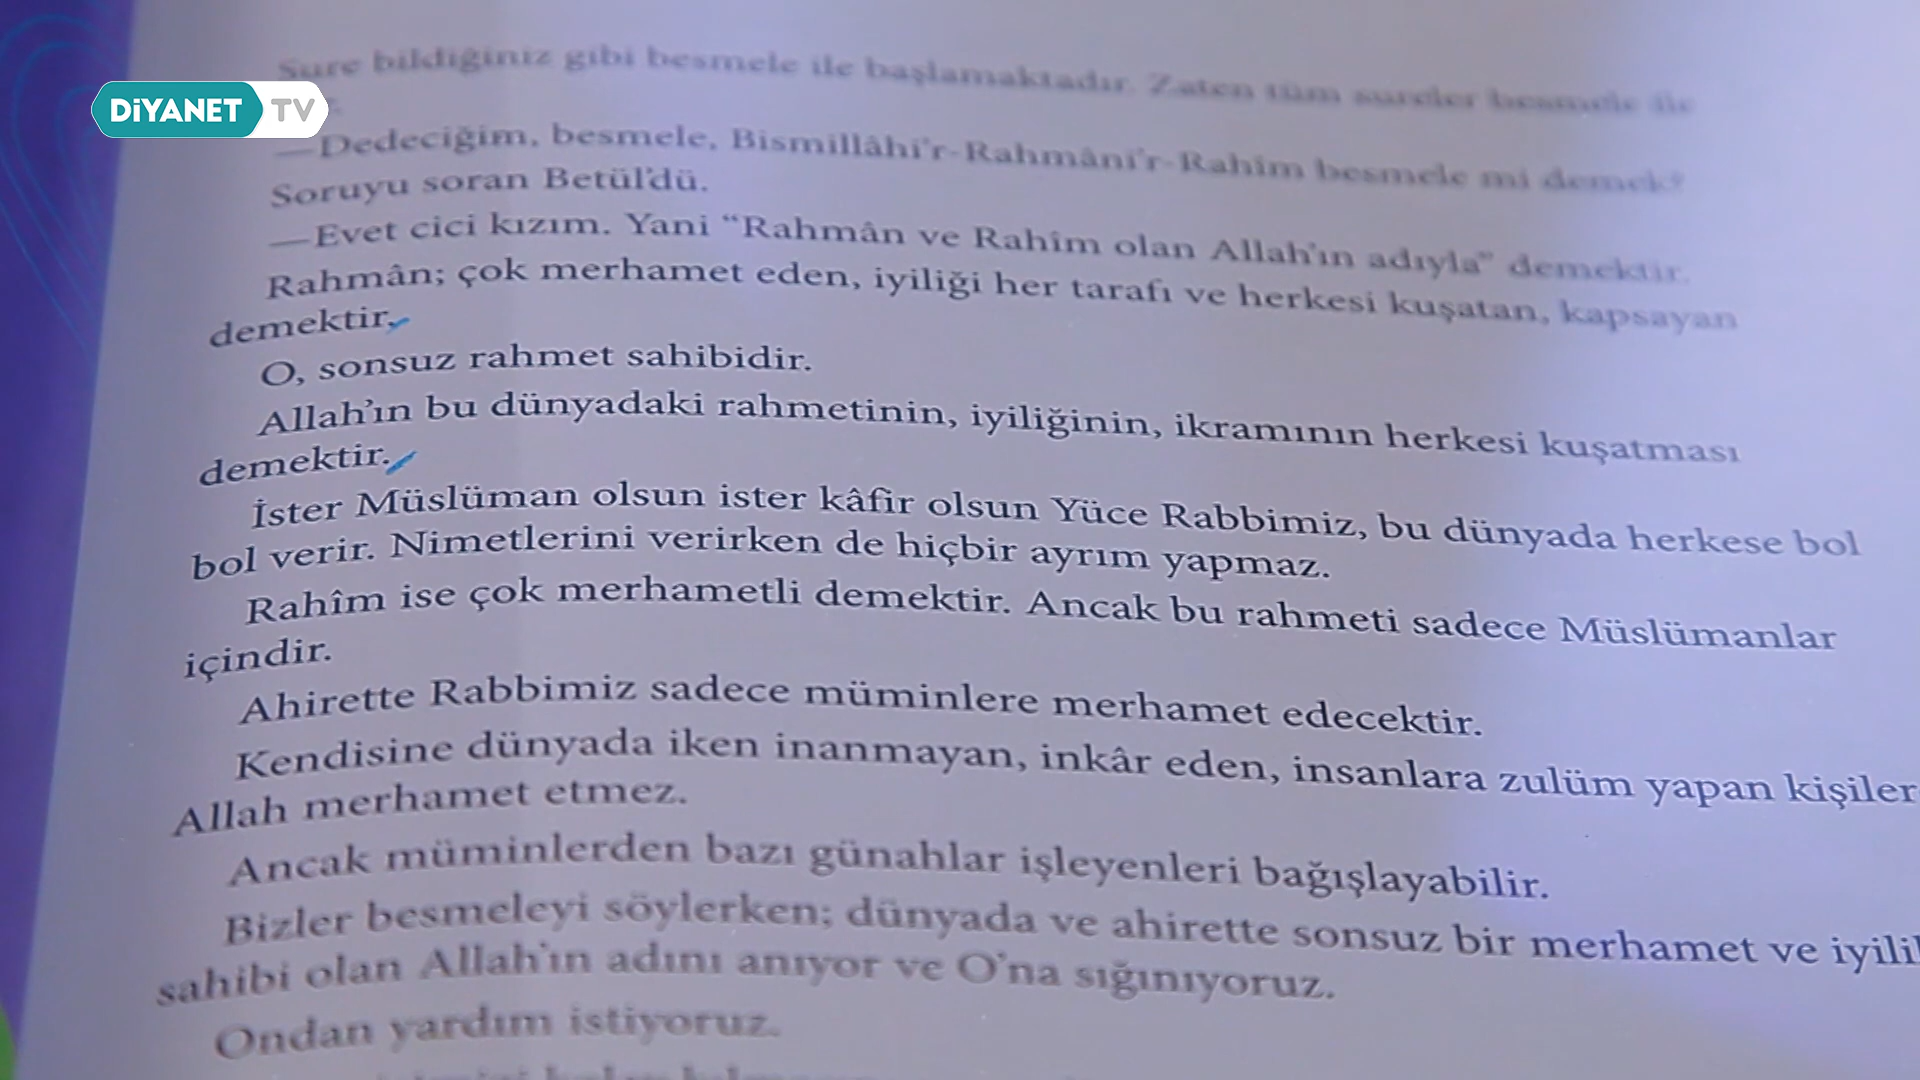 DiYANET TV
Sure bildiğiniz gibi besmele ile başlamaktadır. Zaten tüm sureler besmele ile
—Dedeciğim, besmele, Bismillâhi'r-Rahmâni'r-Rahîm besmele mi demek?
Soruyu soran Betül'dü.
—Evet cici kızım. Yani “Rahmân ve Rahîm olan Allah'ın adıyla” demektir.
Rahmân; çok merhamet eden, iyiliği her tarafı ve herkesi kuşatan, kapsayan
demektir.
O, sonsuz rahmet sahibidir.
Allah'ın bu dünyadaki rahmetinin, iyiliğinin, ikramının herkesi kuşatması
demektir.
İster Müslüman olsun ister kâfir olsun Yüce Rabbimiz, bu dünyada herkese bol
bol verir. Nimetlerini verirken de hiçbir ayrım yapmaz.
Rahîm ise çok merhametli demektir. Ancak bu rahmeti sadece Müslümanlar
içindir.
Ahirette Rabbimiz sadece müminlere merhamet edecektir.
Kendisine dünyada iken inanmayan, inkâr eden, insanlara zulüm yapan kişiler
Allah merhamet etmez.
Ancak müminlerden bazı günahlar işleyenleri bağışlayabilir.
Bizler besmeleyi söylerken; dünyada ve ahirette sonsuz bir merhamet ve iyili
sahibi olan Allah'ın adını anıyor ve O'na sığınıyoruz.
Ondan yardım istiyoruz.